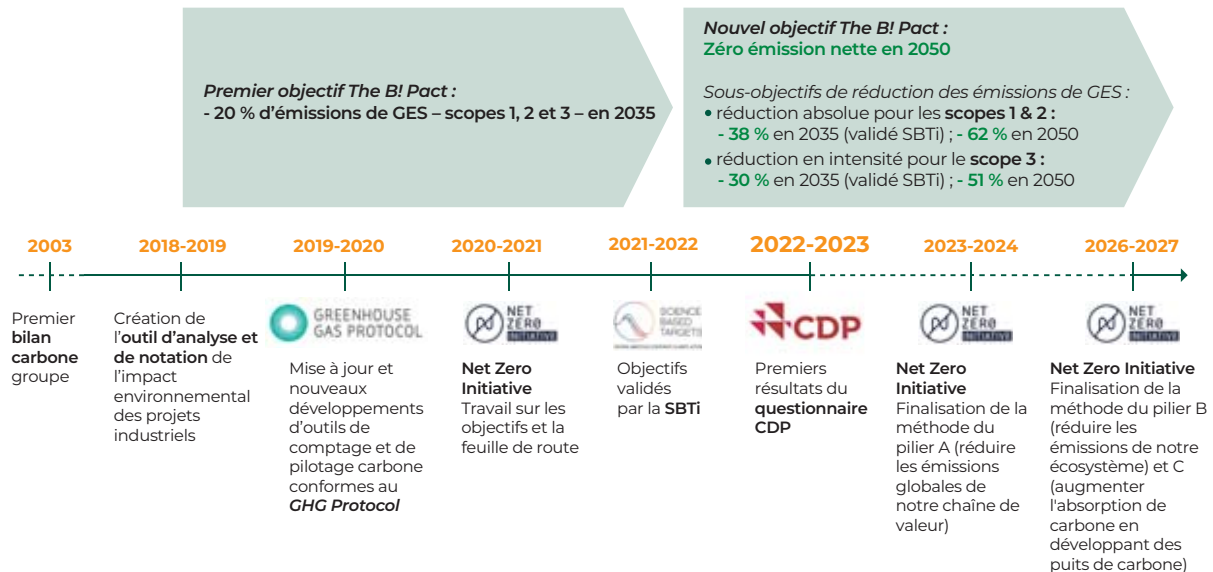 Premier objectif The B! Pact :
- 20 % d'émissions de GES – scopes 1, 2 et 3 – en 2035
Nouvel objectif The B! Pact :
Zéro émission nette en 2050
Sous-objectifs de réduction des émissions de GES :
• réduction absolue pour les scopes 1 & 2 :
- 38 % en 2035 (validé SBTi) ; - 62 % en 2050
• réduction en intensité pour le scope 3 :
- 30 % en 2035 (validé SBTi) ; - 51 % en 2050
2003
Premier
bilan
carbone
groupe
2018-2019
Création de
l'outil d'analyse et
de notation de
l'impact
environnemental
des projets
industriels
2019-2020
GREENHOUSE
GAS PROTOCOL
Mise à jour et
nouveaux
développements
d'outils de
comptage et de
pilotage carbone
conformes au
GHG Protocol
2020-2021
NET
ZERO
INITIATIVE
Net Zero
Initiative
Travail sur les
objectifs et la
feuille de route
2021-2022
SCIENCE
BASED
TARGETS
Objectifs
validés
par la SBTi
2022-2023
CDP
Premiers
résultats du
questionnaire
CDP
2023-2024
NET
ZERO
INITIATIVE
Net Zero
Initiative
Finalisation de la
méthode du
pilier A (réduire
les émissions
globales de
notre chaîne de
valeur)
2026-2027
NET
ZERO
INITIATIVE
Net Zero Initiative
Finalisation de la
méthode du pilier B
(réduire les
émissions de notre
écosystème) et C
(augmenter
l'absorption de
carbone en
développant des
puits de carbone)